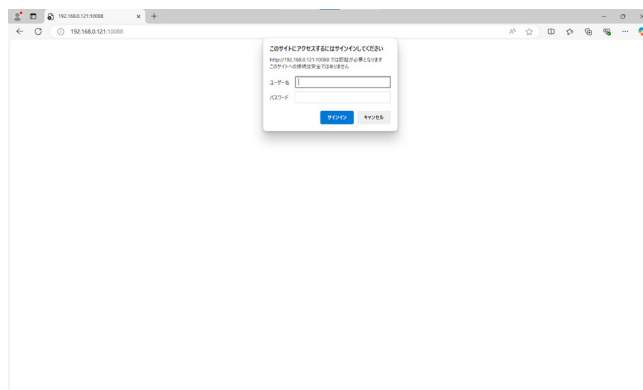 192.168.0.121:10088
192.168.0.121:10088
このサイトにアクセスするにはサインインしてください
http://192.168.0.121:10088 では認証が必要となります
このサイトへの接続は安全ではありません
ユーザー名
パスワード
サインイン
キャンセル